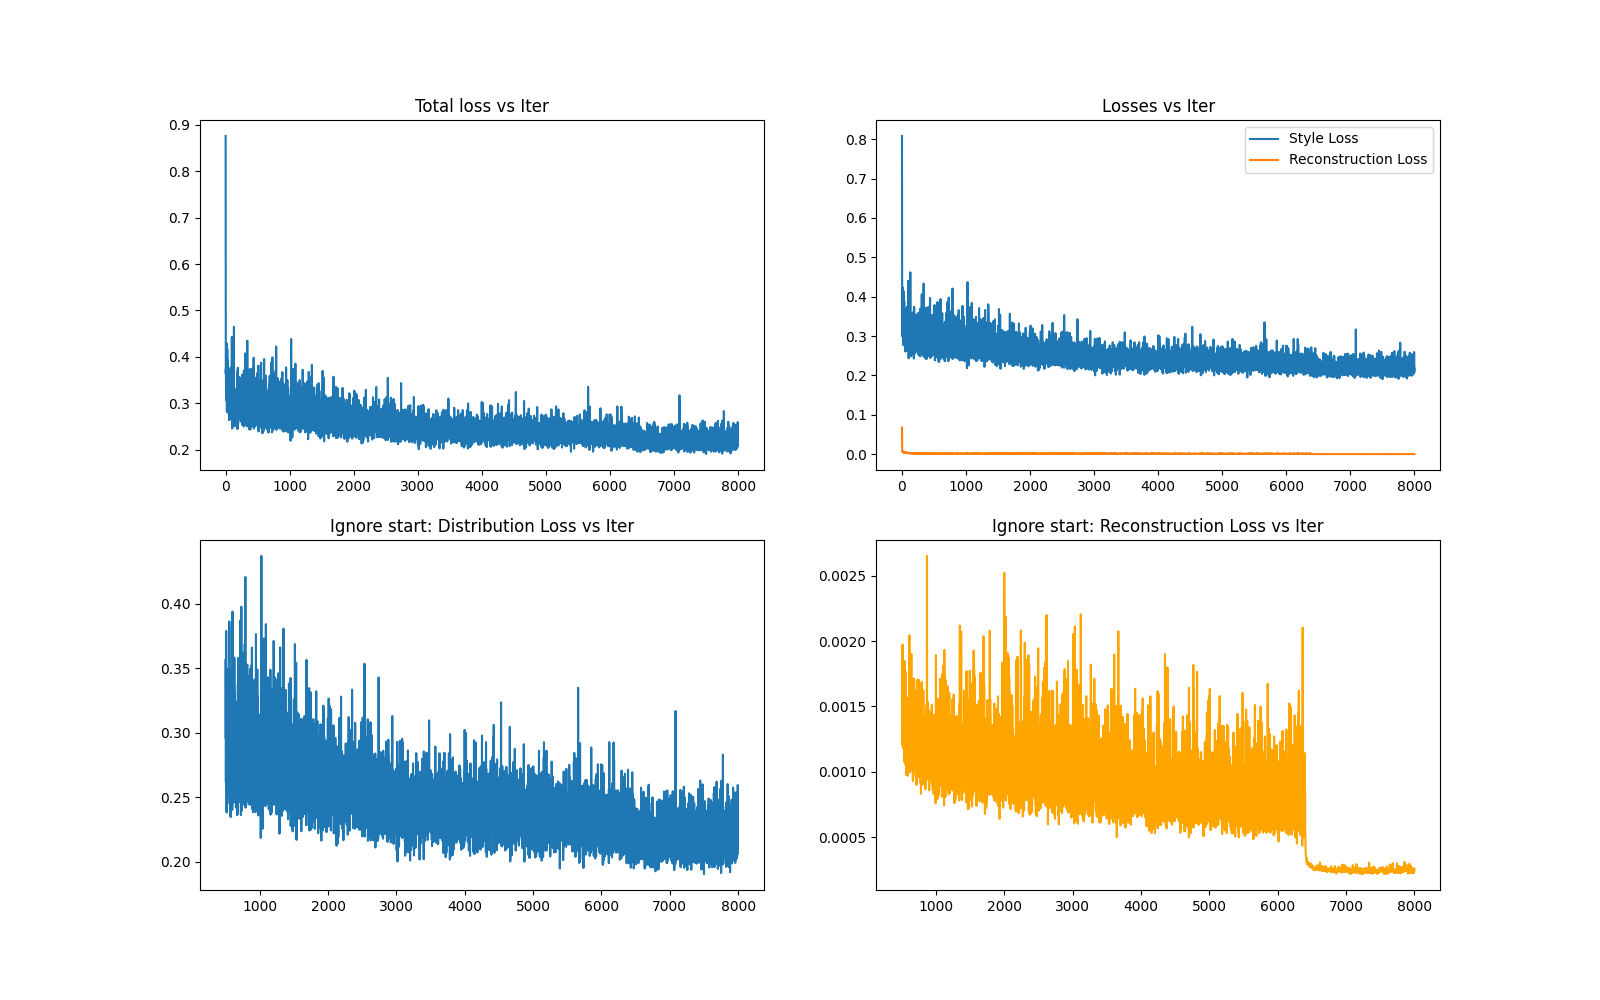 Total loss vs Iter
0.9
0.8
0.7
0.6
0.5
0.4
0.3
0.2
0 1000 2000 3000 4000 5000 6000 7000 8000
Losses vs Iter
Style Loss
Reconstruction Loss
0.8
0.7
0.6
0.5
0.4
0.3
0.2
0.1
0.0
0 1000 2000 3000 4000 5000 6000 7000 8000
Ignore start: Distribution Loss vs Iter
0.40
0.35
0.30
0.25
0.20
1000 2000 3000 4000 5000 6000 7000 8000
Ignore start: Reconstruction Loss vs Iter
0.0025
0.0020
0.0015
0.0010
0.0005
1000 2000 3000 4000 5000 6000 7000 8000